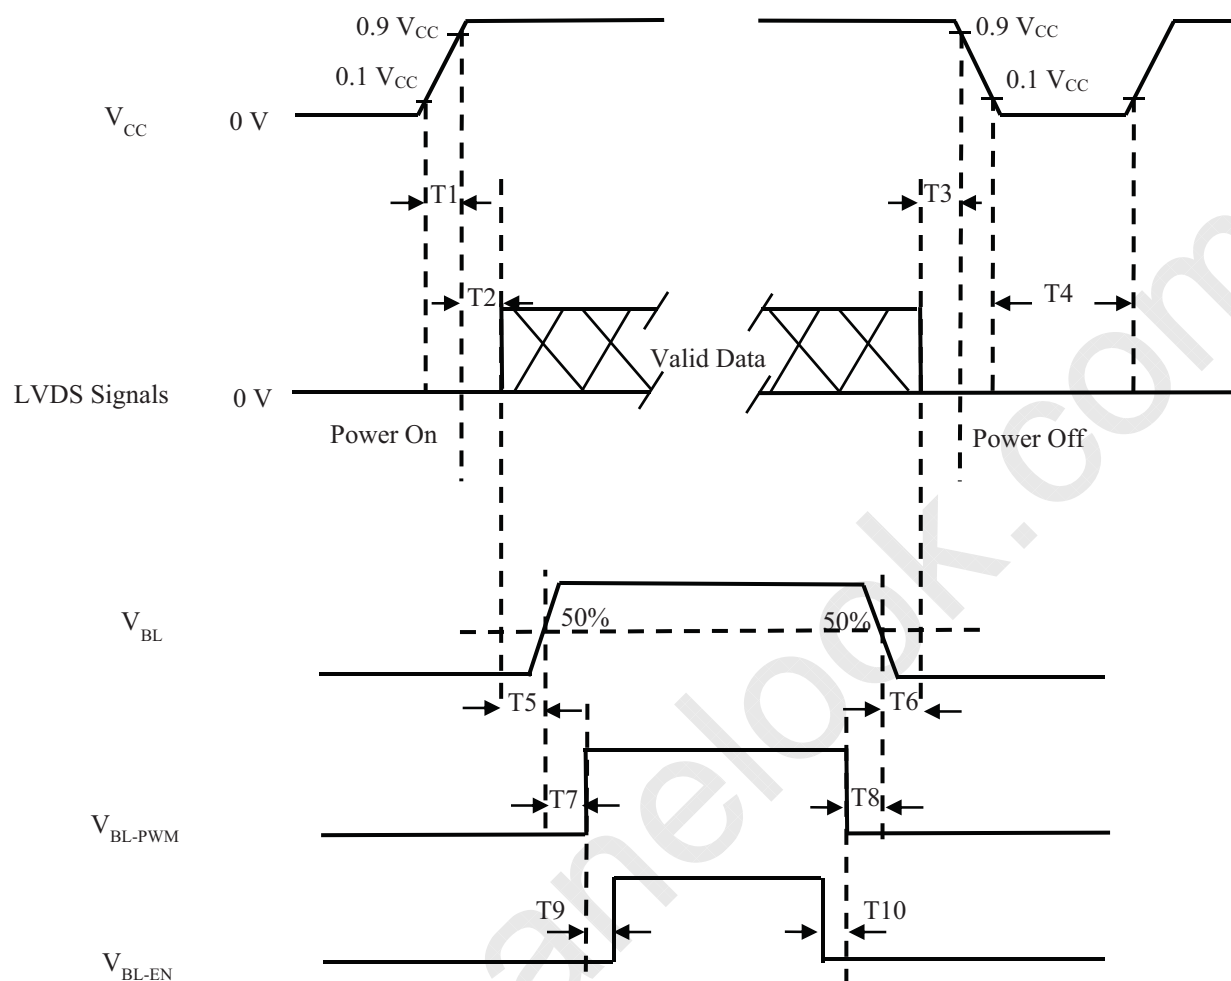 0.9 V_CC
0.9 V_CC
0.1 V_CC
0.1 V_CC
V_CC
0 V
T1
T3
T2
T4
Valid Data
LVDS Signals
0 V
Power On
Power Off
V_BL
50%
50%
T5
T6
T7
T8
V_BL-PWM
T9
T10
V_BL-EN
anelook.com